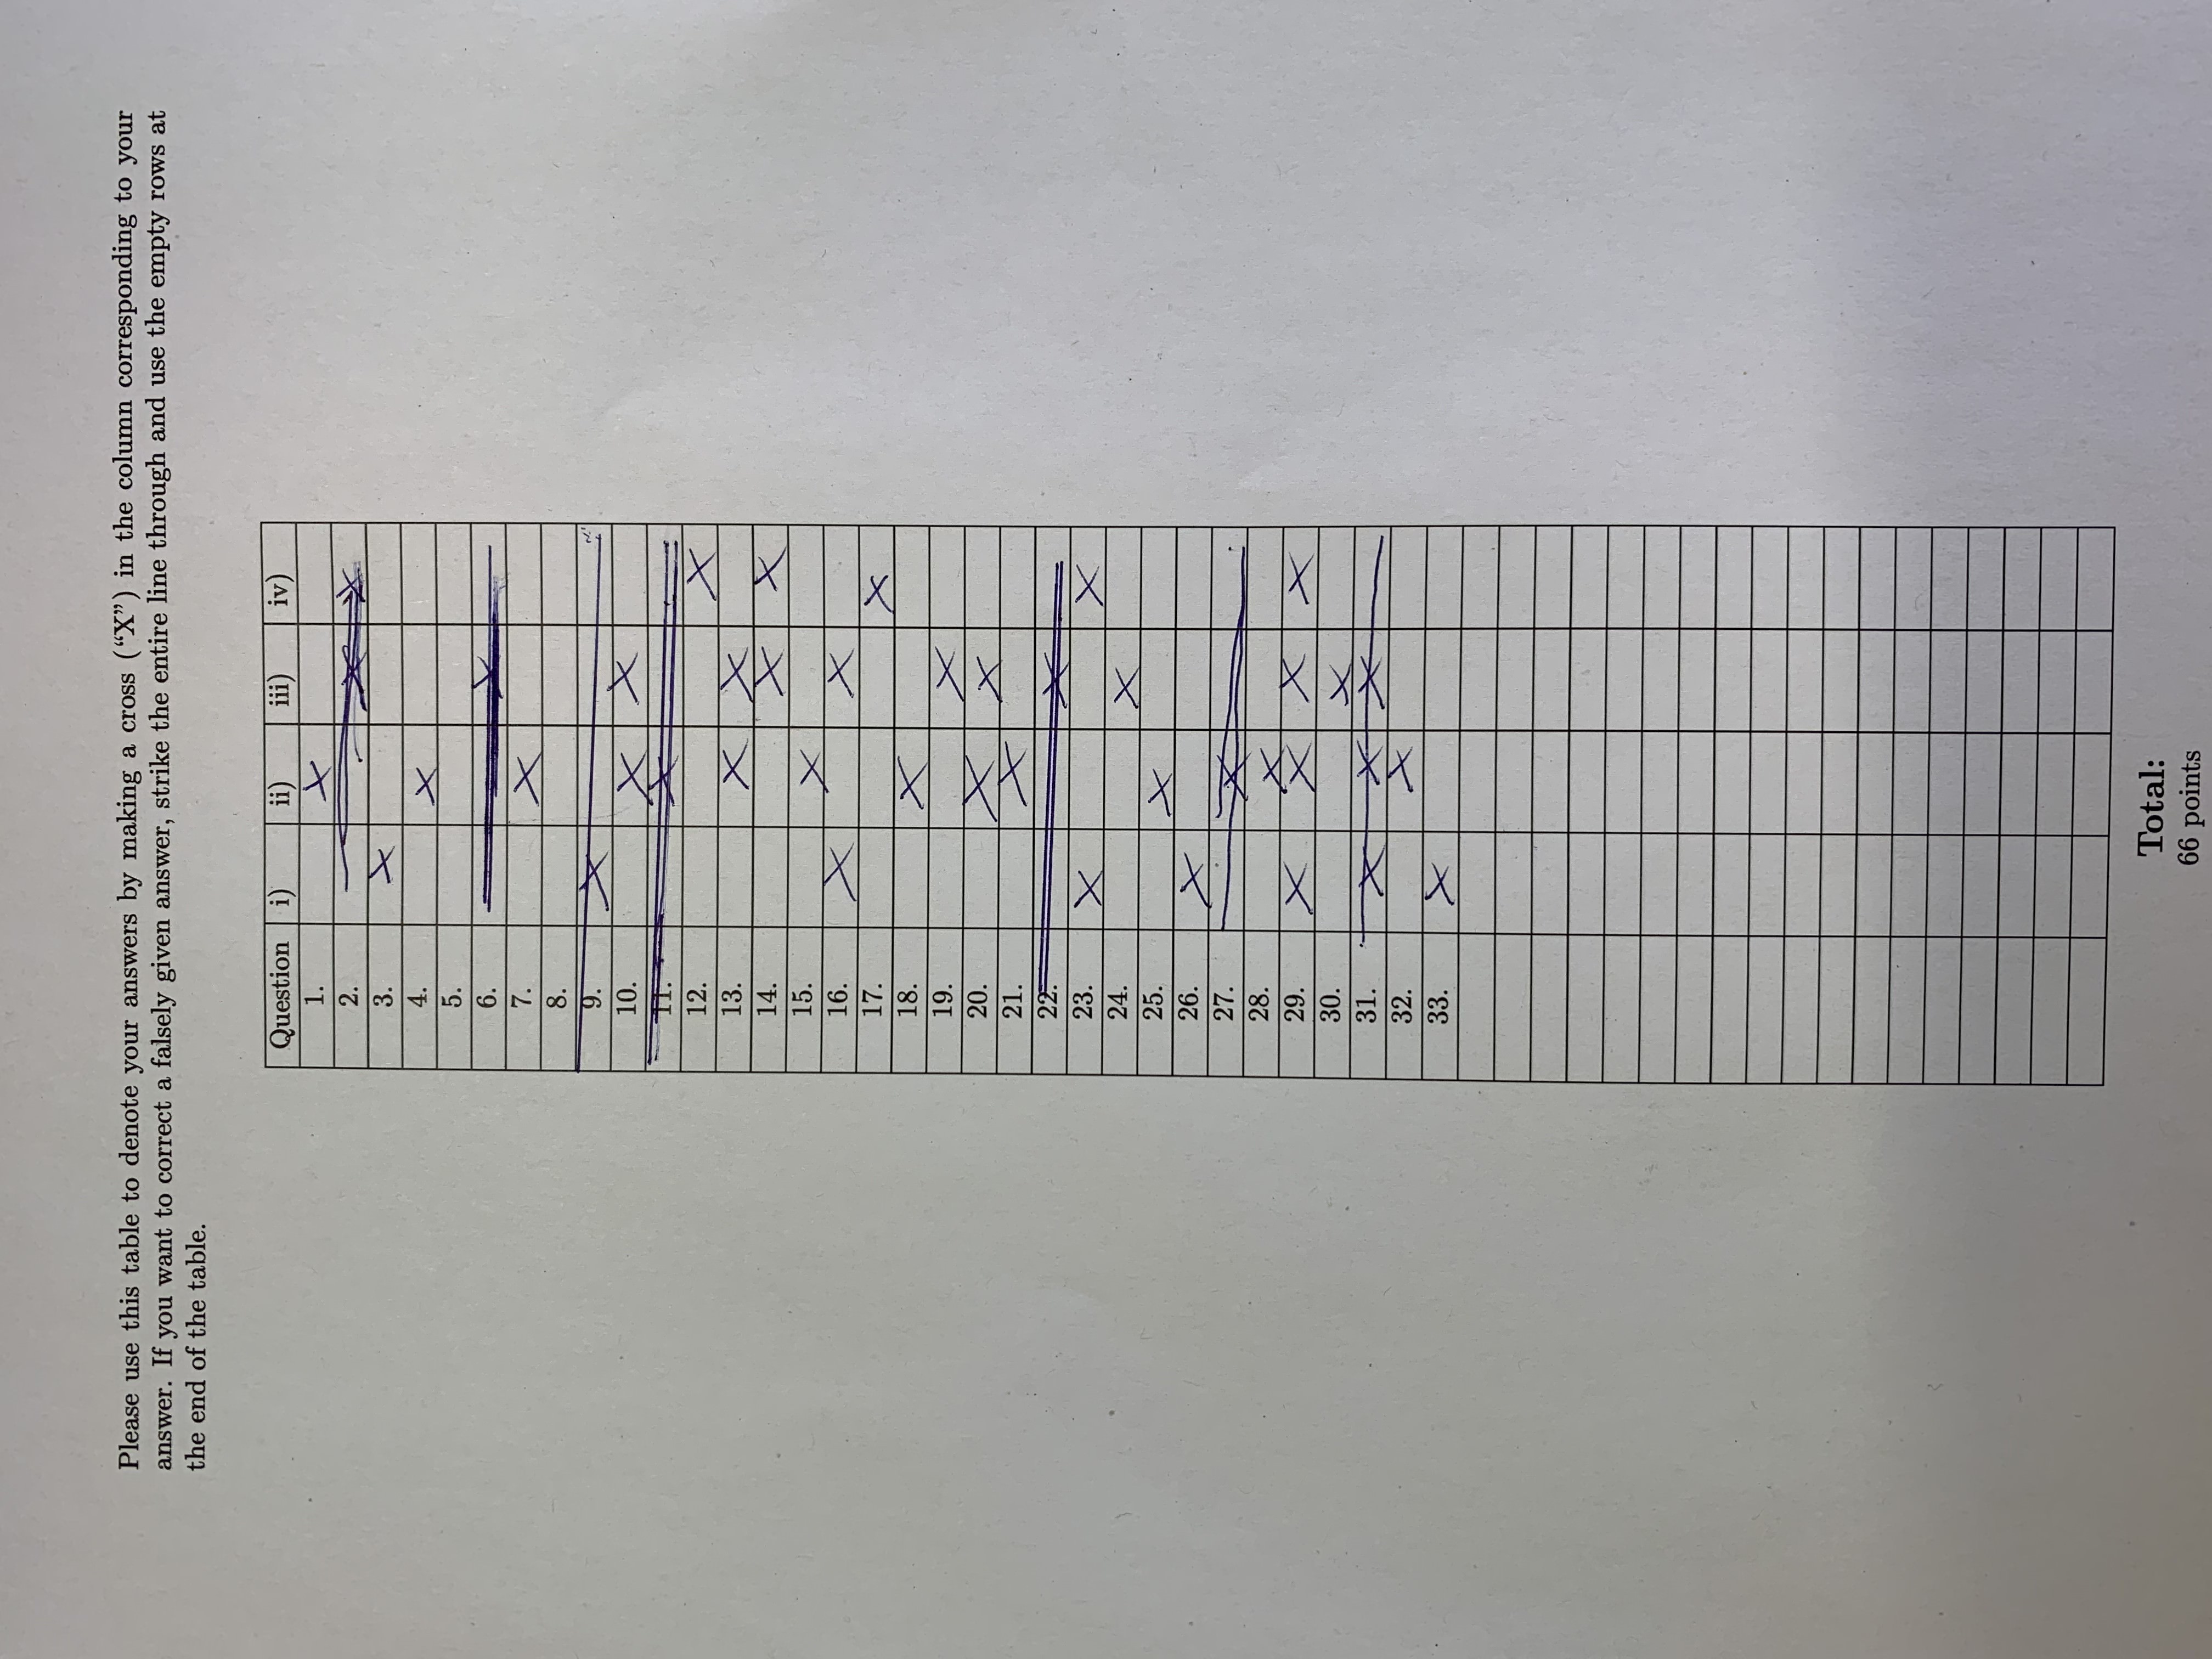 Please use this table to denote your answers by making a cross (“X”) in the column corresponding to your
answer. If you want to correct a falsely given answer, strike the entire line through and use the empty rows at
the end of the table.
Question i) ii) iii) iv)
1. X
2. X X
3. X
4. X
5.
6. X
7. X
8.
9. X
10. X X
11. X
12. X
13. X X
14. X X
15. X
16. X X
17. X
18. X
19. X
20. X X
21. X
22. X
23. X X
24. X
25. X
26. X
27. X
28. X
29. X X X X
30. X
31. X X X
32. X
33. X
Total:
66 points